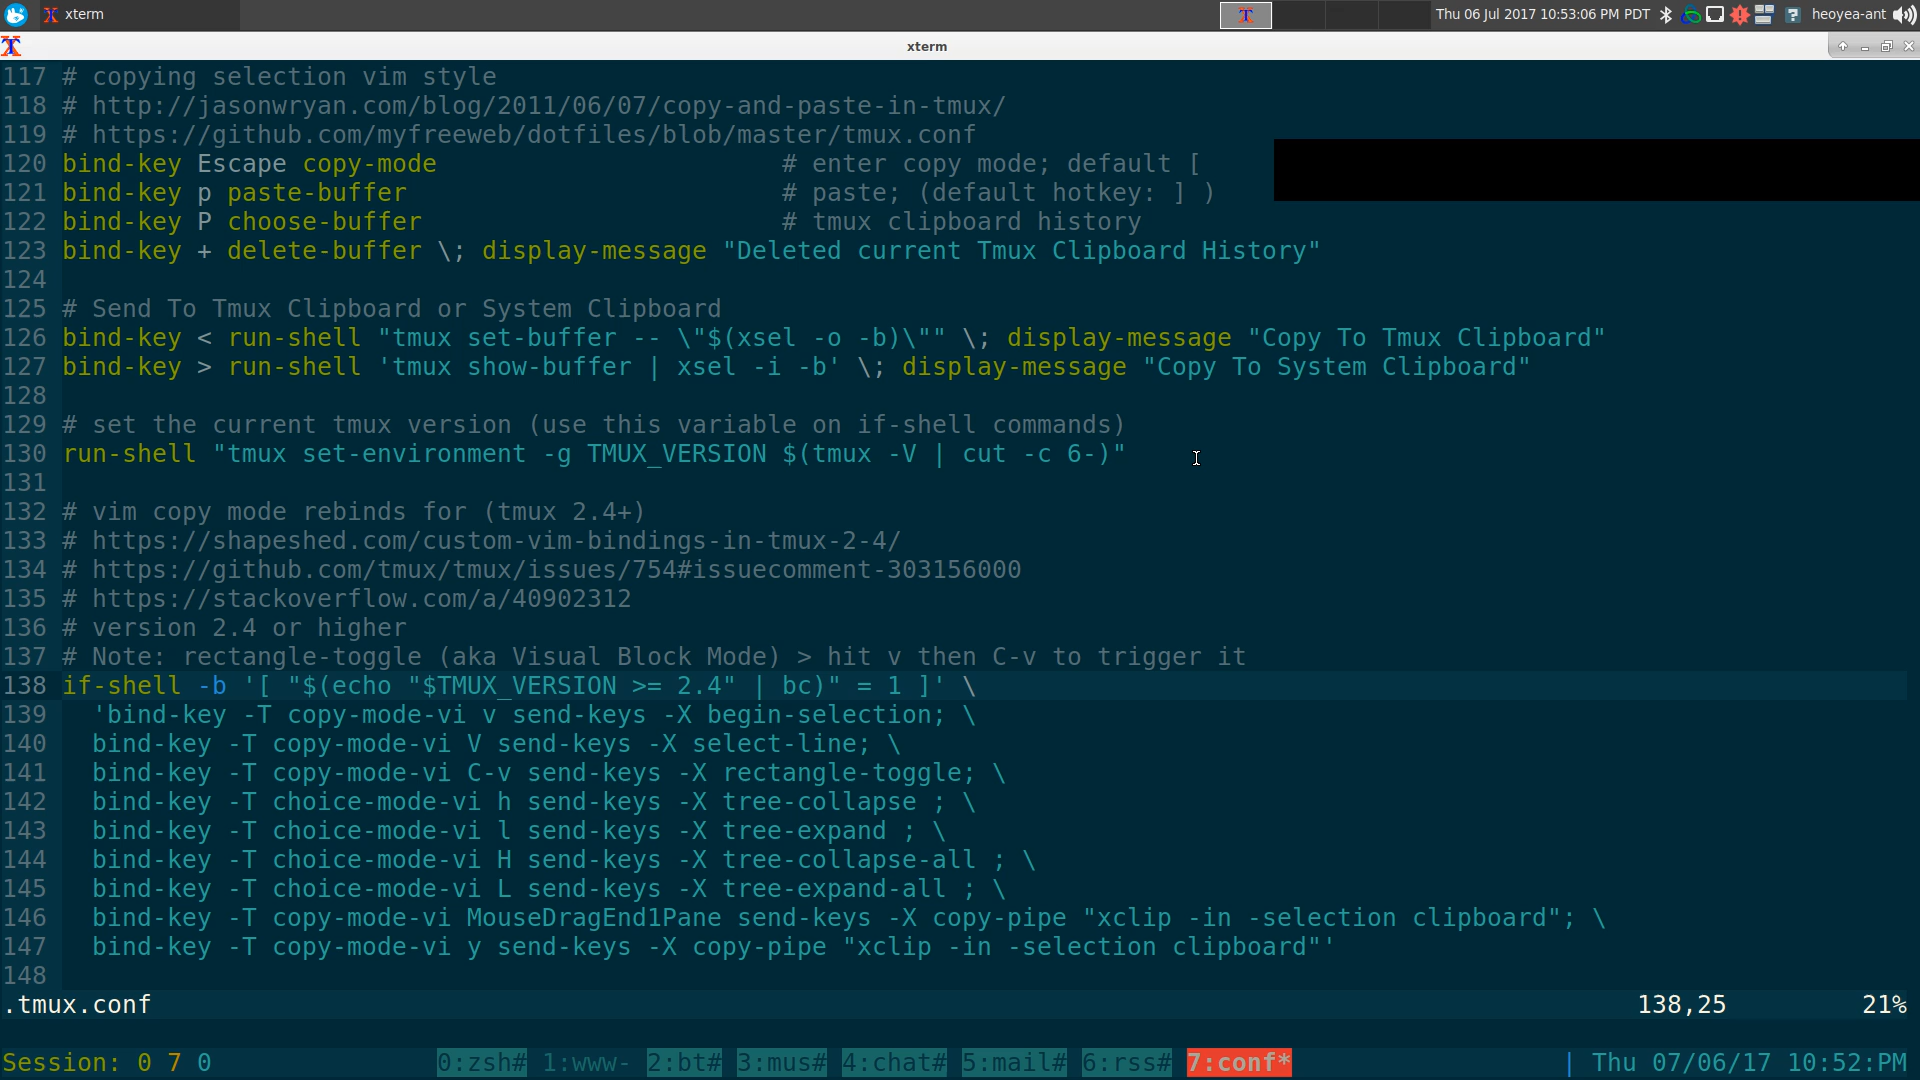 xterm
Thu 06 Jul 2017 10:53:06 PM PDT
heoyea-ant
xterm
117 # copying selection vim style
118 # http://jasonwryan.com/blog/2011/06/07/copy-and-paste-in-tmux/
119 # https://github.com/myfreeweb/dotfiles/blob/master/tmux.conf
120 bind-key Escape copy-mode # enter copy mode; default [
121 bind-key p paste-buffer # paste; (default hotkey: ] )
122 bind-key P choose-buffer # tmux clipboard history
123 bind-key + delete-buffer \; display-message "Deleted current Tmux Clipboard History"
124
125 # Send To Tmux Clipboard or System Clipboard
126 bind-key < run-shell "tmux set-buffer -- \"$(xsel -o -b)\"" \; display-message "Copy To Tmux Clipboard"
127 bind-key > run-shell 'tmux show-buffer | xsel -i -b' \; display-message "Copy To System Clipboard"
128
129 # set the current tmux version (use this variable on if-shell commands)
130 run-shell "tmux set-environment -g TMUX_VERSION $(tmux -V | cut -c 6-)"
131
132 # vim copy mode rebinds for (tmux 2.4+)
133 # https://shapeshed.com/custom-vim-bindings-in-tmux-2-4/
134 # https://github.com/tmux/tmux/issues/754#issuecomment-303156000
135 # https://stackoverflow.com/a/40902312
136 # version 2.4 or higher
137 # Note: rectangle-toggle (aka Visual Block Mode) > hit v then C-v to trigger it
138 if-shell -b '[ "$(echo "$TMUX_VERSION >= 2.4" | bc)" = 1 ]' \
139 'bind-key -T copy-mode-vi v send-keys -X begin-selection; \
140 bind-key -T copy-mode-vi V send-keys -X select-line; \
141 bind-key -T copy-mode-vi C-v send-keys -X rectangle-toggle; \
142 bind-key -T choice-mode-vi h send-keys -X tree-collapse ; \
143 bind-key -T choice-mode-vi l send-keys -X tree-expand ; \
144 bind-key -T choice-mode-vi H send-keys -X tree-collapse-all ; \
145 bind-key -T choice-mode-vi L send-keys -X tree-expand-all ; \
146 bind-key -T copy-mode-vi MouseDragEnd1Pane send-keys -X copy-pipe "xclip -in -selection clipboard"; \
147 bind-key -T copy-mode-vi y send-keys -X copy-pipe "xclip -in -selection clipboard"'
148
.tmux.conf 138,25 21%
Session: 0 7 0 0:zsh# 1:www- 2:bt# 3:mus# 4:chat# 5:mail# 6:rss# 7:conf* | Thu 07/06/17 10:52:PM